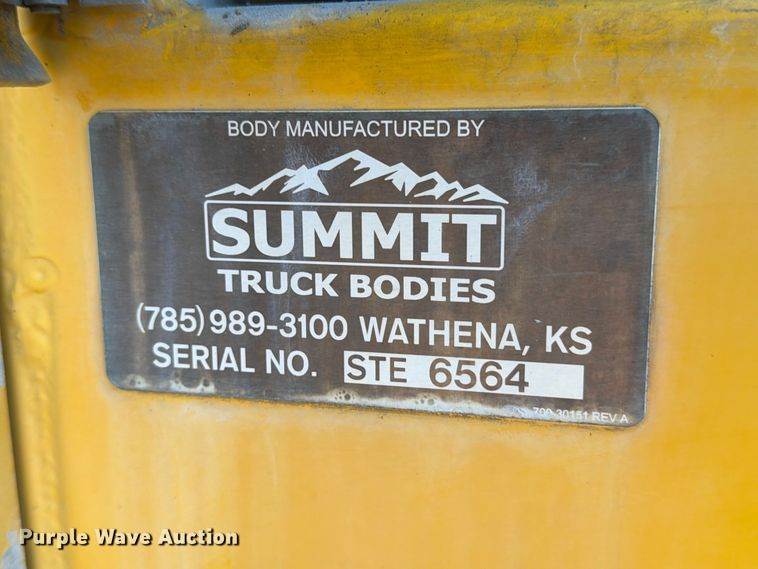 BODY MANUFACTURED BY
SUMMIT
TRUCK BODIES
(785) 989-3100 WATHENA, KS
SERIAL NO. STE 6564
700-30151 REV A
Purple Wave Auction